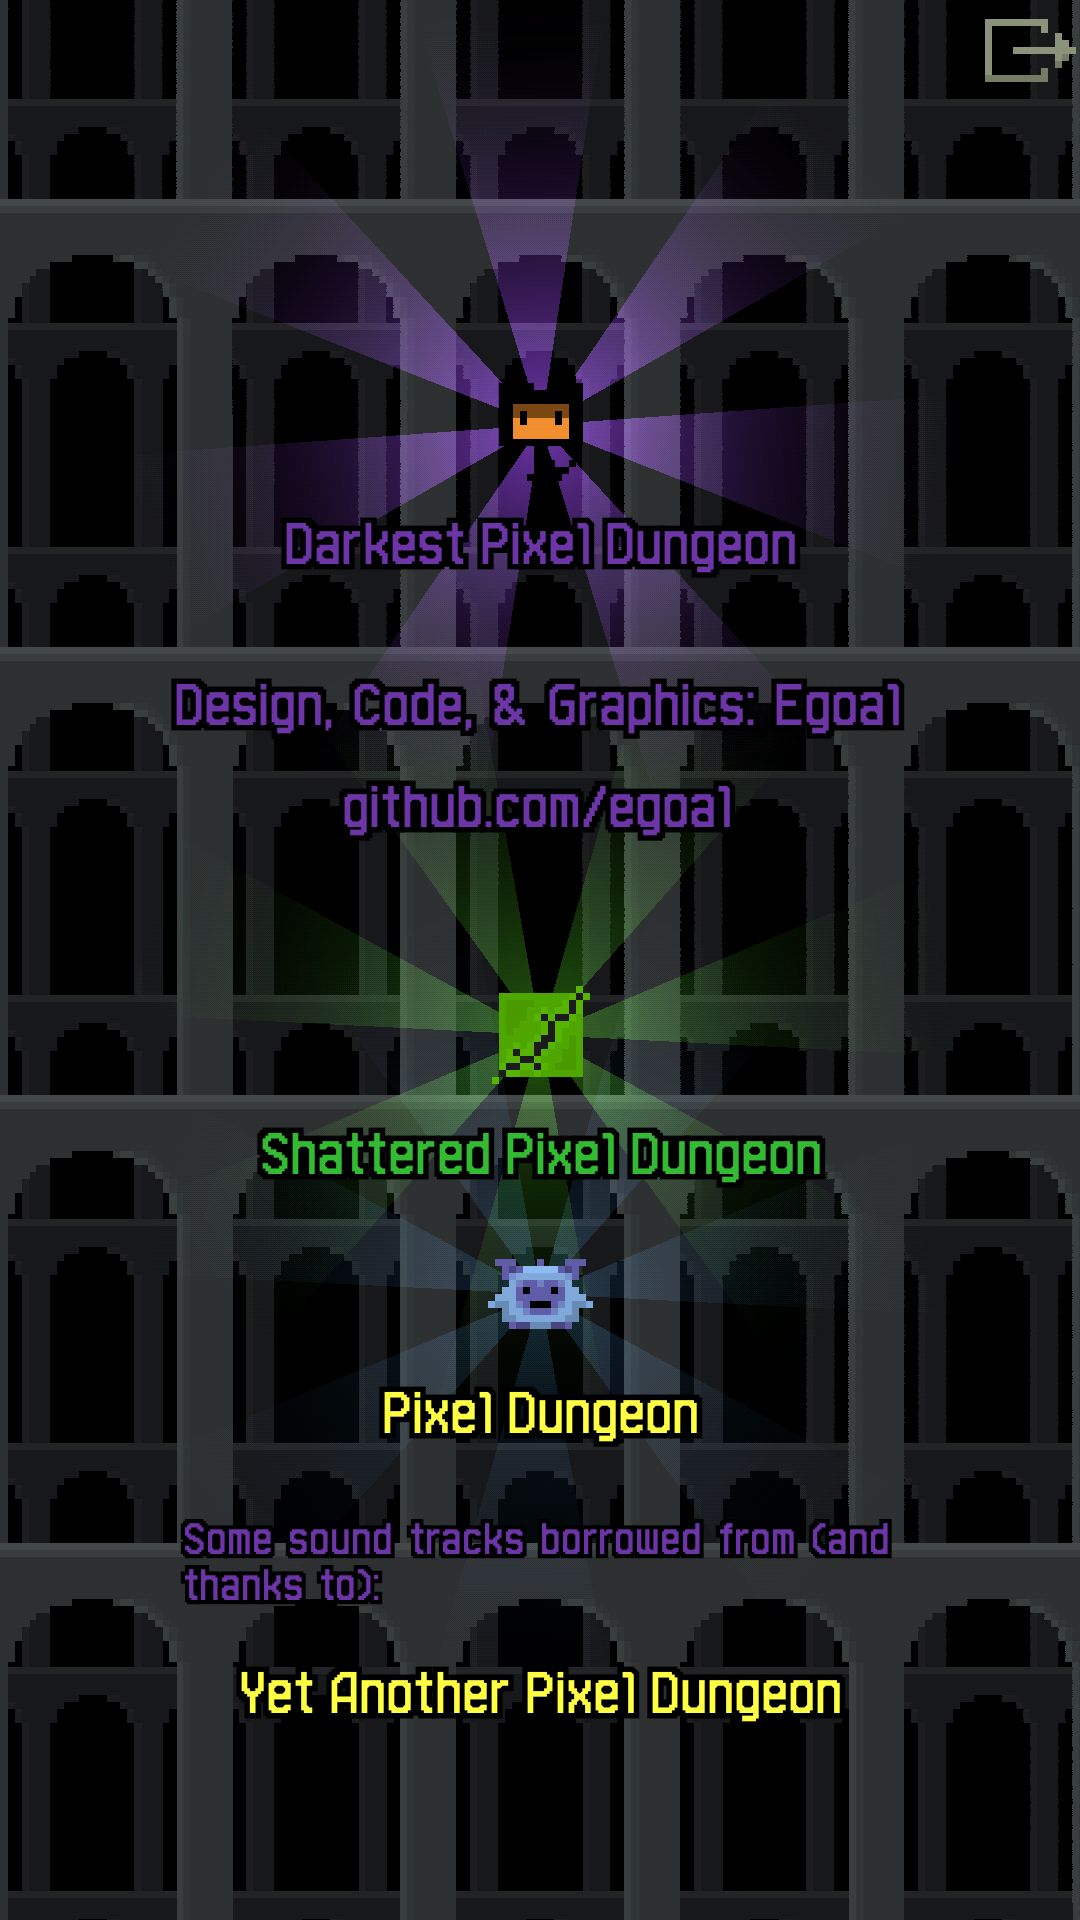 Darkest Pixel Dungeon
Design, Code, & Graphics: Egoal
github.com/egoal
Shattered Pixel Dungeon
Pixel Dungeon
Some sound tracks borrowed from (and
thanks to):
Yet Another Pixel Dungeon